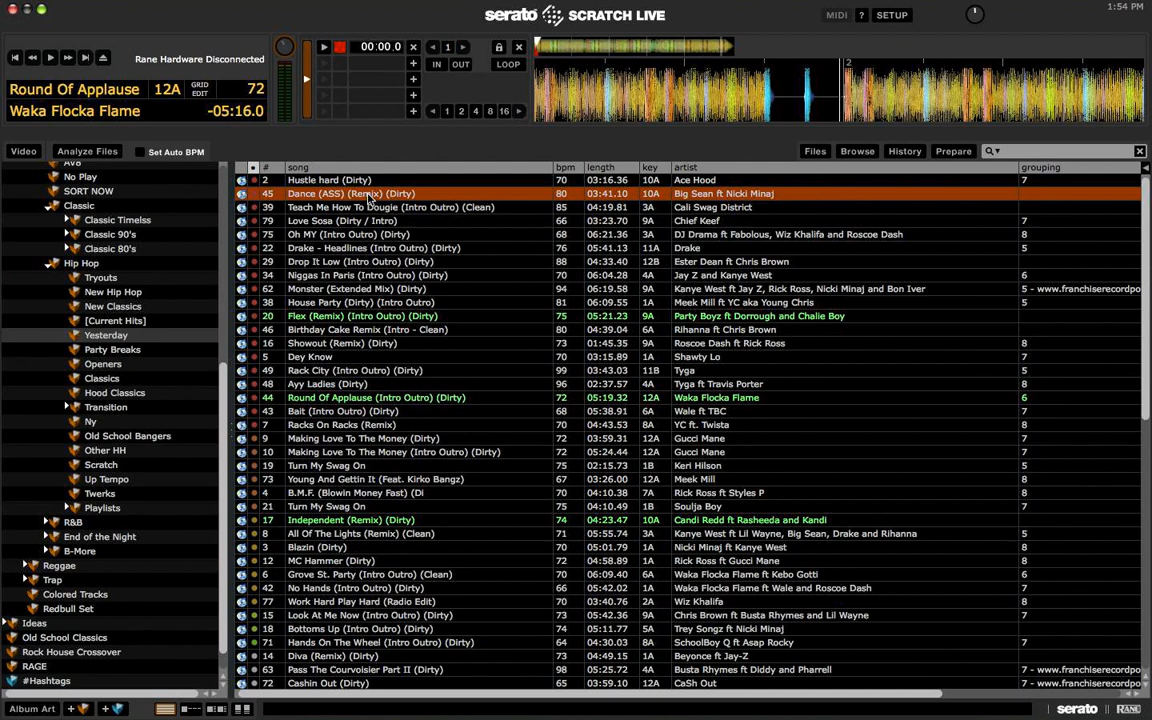 1:54 PM
serato SCRATCH LIVE
MIDI ? SETUP
Rane Hardware Disconnected
Round Of Applause 12A GRID EDIT 72
Waka Flocka Flame -05:16.0
00:00.0 1
IN OUT LOOP
1 2 4 8 16
2
Video Analyze Files Set Auto BPM Files Browse History Prepare
# song bpm length key artist grouping
AV8
No Play
SORT NOW
Classic
Classic Timelss
Classic 90's
Classic 80's
Hip Hop
Tryouts
New Hip Hop
New Classics
[Current Hits]
Yesterday
Party Breaks
Openers
Classics
Hood Classics
Transition
Ny
Old School Bangers
Other HH
Scratch
Up Tempo
Twerks
Playlists
R&B
End of the Night
B-More
Reggae
Trap
Colored Tracks
Redbull Set
Ideas
Old School Classics
Rock House Crossover
RAGE
#Hashtags
2 Hustle hard (Dirty) 70 03:16.36 10A Ace Hood 7
45 Dance (ASS) (Remix) (Dirty) 80 03:41.10 10A Big Sean ft Nicki Minaj
39 Teach Me How To Dougie (Intro Outro) (Clean) 85 04:19.81 3A Cali Swag District
79 Love Sosa (Dirty / Intro) 66 03:23.70 9A Chief Keef 7
75 Oh MY (Intro Outro) (Dirty) 68 06:21.36 3A DJ Drama ft Fabolous, Wiz Khalifa and Roscoe Dash 8
22 Drake - Headlines (Intro Outro) (Dirty) 76 05:41.13 11A Drake 5
29 Drop It Low (Intro Outro) (Dirty) 88 04:33.40 12B Ester Dean ft Chris Brown
34 Niggas In Paris (Intro Outro) (Dirty) 70 06:04.28 4A Jay Z and Kanye West 6
62 Monster (Extended Mix) (Dirty) 94 06:19.58 9A Kanye West ft Jay Z, Rick Ross, Nicki Minaj and Bon Iver 5 - www.franchiserecordpo
38 House Party (Dirty) (Intro Outro) 81 06:09.55 1A Meek Mill ft YC aka Young Chris
20 Flex (Remix) (Intro Outro) (Dirty) 75 05:21.23 9A Party Boyz ft Dorrough and Chalie Boy
46 Birthday Cake Remix (Intro - Clean) 80 04:39.04 6A Rihanna ft Chris Brown
16 Showout (Remix) (Dirty) 73 01:45.35 9A Roscoe Dash ft Rick Ross 8
5 Dey Know 70 03:15.89 1A Shawty Lo 7
49 Rack City (Intro Outro) (Dirty) 99 03:43.03 11B Tyga
48 Ayy Ladies (Dirty) 96 02:37.57 4A Tyga ft Travis Porter
44 Round Of Applause (Intro Outro) (Dirty) 72 05:19.32 12A Waka Flocka Flame 6
43 Bait (Intro Outro) (Dirty) 68 05:38.91 6A Wale ft TBC
7 Racks On Racks (Remix) 70 04:43.53 8A YC ft. Twista 8
9 Making Love To The Money (Dirty) 72 03:59.31 12A Gucci Mane
10 Making Love To The Money (Intro Outro) (Dirty) 72 05:24.44 12A Gucci Mane
19 Turn My Swag On 75 02:15.73 1B Keri Hilson
73 Young And Gettin It (Feat. Kirko Bangz) 67 03:26.00 12A Meek Mill
4 B.M.F. (Blowin Money Fast) (Di 70 04:10.38 7A Rick Ross ft Styles P
21 Turn My Swag On 75 04:10.49 1B Soulja Boy
17 Independent (Remix) (Dirty) 74 04:23.47 10A Candi Redd ft Rasheeda and Kandi
8 All Of The Lights (Remix) (Clean) 71 05:55.74 3A Kanye West ft Lil Wayne, Big Sean, Drake and Rihanna 5
3 Blazin (Dirty) 70 05:01.79 1A Nicki Minaj ft Kanye West
12 MC Hammer (Dirty) 72 04:58.89 1A Rick Ross ft Gucci Mane
6 Grove St. Party (Intro Outro) (Clean) 70 06:09.40 6A Waka Flocka Flame ft Kebo Gotti 6
42 No Hands (Intro Outro) (Dirty) 66 05:42.02 1A Waka Flocka Flame ft Wale and Roscoe Dash 7
77 Work Hard Play Hard (Radio Edit) 70 03:40.76 2A Wiz Khalifa
15 Look At Me Now (Intro Outro) (Dirty) 73 05:42.36 9A Chris Brown ft Busta Rhymes and Lil Wayne 7
18 Bottoms Up (Intro Outro) (Dirty) 74 05:11.77 5A Trey Songz ft Nicki Minaj
71 Hands On The Wheel (Intro Outro) (Dirty) 64 04:30.03 8A SchoolBoy Q ft Asap Rocky 7
14 Diva (Remix) (Dirty) 73 04:49.15 1A Beyonce ft Jay-Z
63 Pass The Courvoisier Part II (Dirty) 98 05:25.72 4A Busta Rhymes ft Diddy and Pharrell 7 - www.franchiserecordpo
72 Cashin Out (Dirty) 65 03:59.10 12A Ca$h Out
Album Art serato RANE